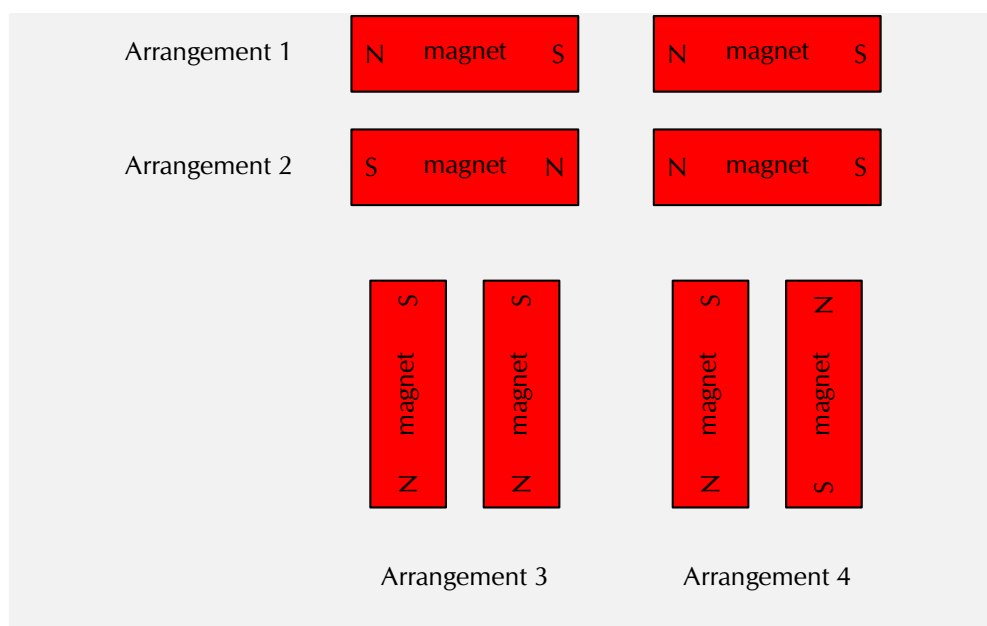 Arrangement 1 N magnet S N magnet S
Arrangement 2 S magnet N N magnet S
N magnet S
N magnet S
N magnet S
S magnet N
Arrangement 3 Arrangement 4